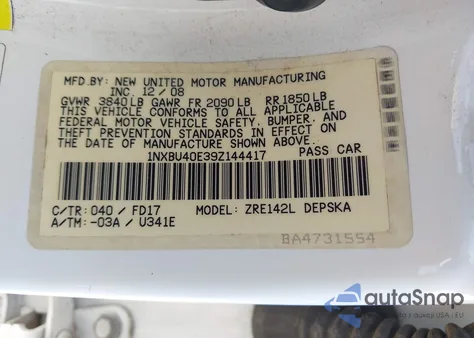 MFD.BY: NEW UNITED MOTOR MANUFACTURING
INC. 12/08
GVWR 3840LB GAWR FR 2090LB RR 1850LB
THIS VEHICLE CONFORMS TO ALL APPLICABLE
FEDERAL MOTOR VEHICLE SAFETY, BUMPER, AND
THEFT PREVENTION STANDARDS IN EFFECT ON
THE DATE OF MANUFACTURE SHOWN ABOVE.
1NXBU40E39Z144417 PASS CAR
C/TR: 040 / FD17 MODEL: ZRE142L DEPSKA
A/TM: -03A / U341E
BA4731554
autoSnap